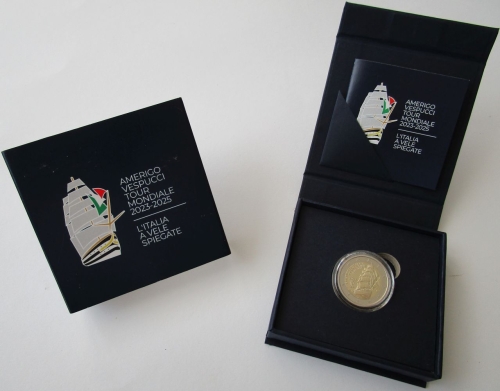 AMERIGO
VESPUCCI
TOUR
MONDIALE
2023-2025
L'ITALIA
A VELE
SPIEGATE
AMERIGO
VESPUCCI
TOUR
MONDIALE
2023-2025
L'ITALIA
A VELE
SPIEGATE